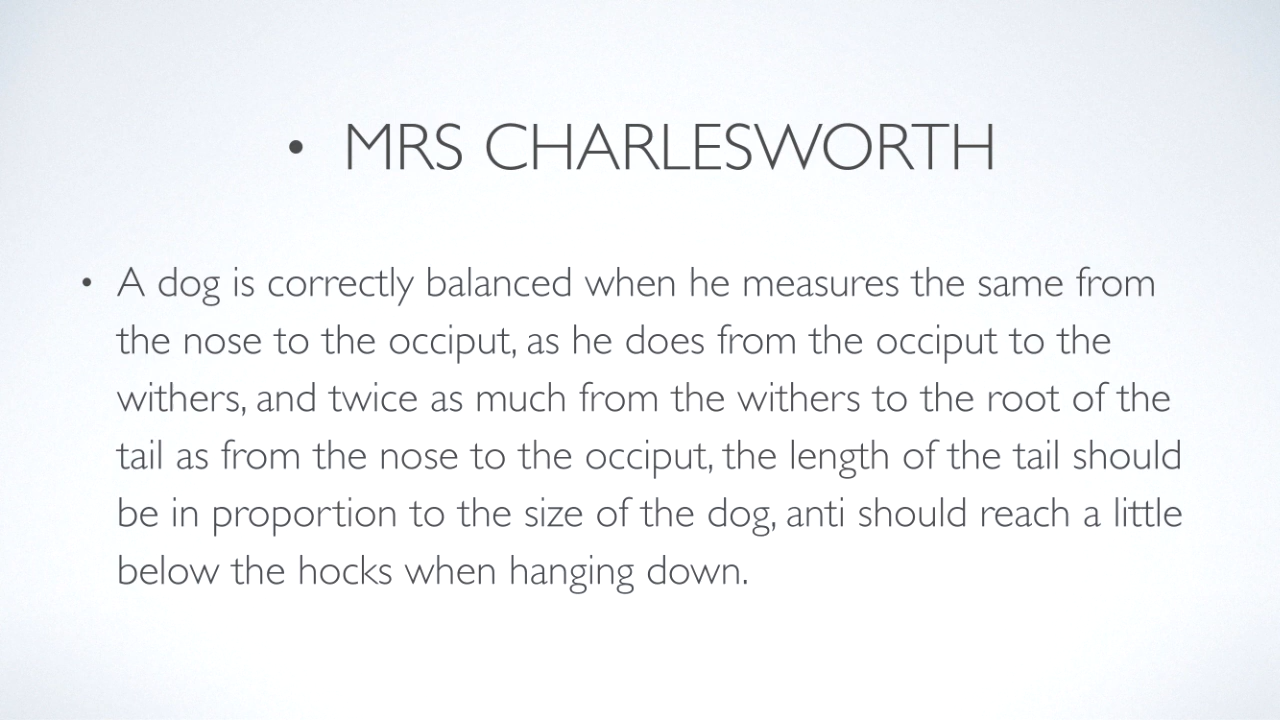 • MRS CHARLESWORTH
• A dog is correctly balanced when he measures the same from
the nose to the occiput, as he does from the occiput to the
withers, and twice as much from the withers to the root of the
tail as from the nose to the occiput, the length of the tail should
be in proportion to the size of the dog, anti should reach a little
below the hocks when hanging down.